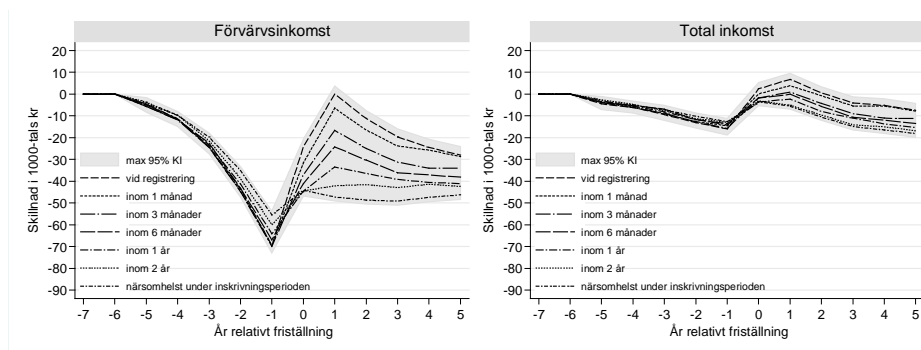 Förvärvsinkomst
Skillnad i 1000-tals kr
20
10
0
-10
-20
-30
-40
-50
-60
-70
-80
-90
max 95% KI
vid registrering
inom 1 månad
inom 3 månader
inom 6 månader
inom 1 år
inom 2 år
närsomhelst under inskrivningsperioden
-7 -6 -5 -4 -3 -2 -1 0 1 2 3 4 5
År relativt friställning
Total inkomst
Skillnad i 1000-tals kr
20
10
0
-10
-20
-30
-40
-50
-60
-70
-80
-90
max 95% KI
vid registrering
inom 1 månad
inom 3 månader
inom 6 månader
inom 1 år
inom 2 år
närsomhelst under inskrivningsperioden
-7 -6 -5 -4 -3 -2 -1 0 1 2 3 4 5
År relativt friställning